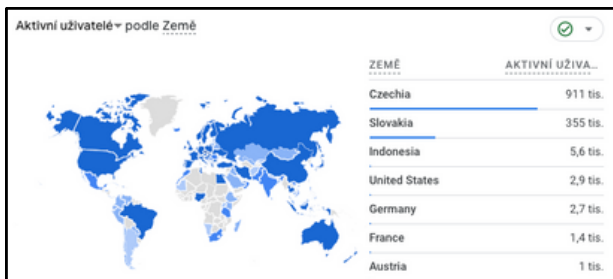 Aktivní uživatelé podle Země
ZEMĚ AKTIVNÍ UŽIVA...
Czechia 911 tis.
Slovakia 355 tis.
Indonesia 5,6 tis.
United States 2,9 tis.
Germany 2,7 tis.
France 1,4 tis.
Austria 1 tis.